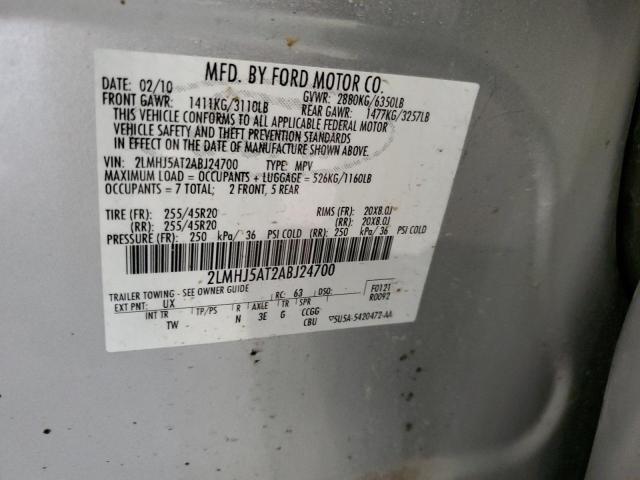 MFD. BY FORD MOTOR CO.
DATE: 02/10 GVWR: 2880KG/6350LB
FRONT GAWR: 1411KG/3110LB REAR GAWR: 1477KG/3257LB
THIS VEHICLE CONFORMS TO ALL APPLICABLE FEDERAL MOTOR
VEHICLE SAFETY AND THEFT PREVENTION STANDARDS
IN EFFECT ON THE DATE OF MANUFACTURE SHOWN ABOVE.
VIN: 2LMHJ5AT2ABJ24700 TYPE: MPV
MAXIMUM LOAD = OCCUPANTS + LUGGAGE = 526KG/1160LB
OCCUPANTS = 7 TOTAL; 2 FRONT, 5 REAR
TIRE (FR): 255/45R20 RIMS (FR): 20X8.0J
(RR): 255/45R20 (RR): 20X8.0J
PRESSURE (FR): 250 kPa/ 36 PSI COLD (RR): 250 kPa/ 36 PSI COLD
2LMHJ5AT2ABJ24700
TRAILER TOWING - SEE OWNER GUIDE RC: 63 DSO: F0121
EXT PNT: UX R0092
INT TR TP/PS R AXLE TR SPR
TW N 3E G CCGG
CBU 5U5A-5420472-AA